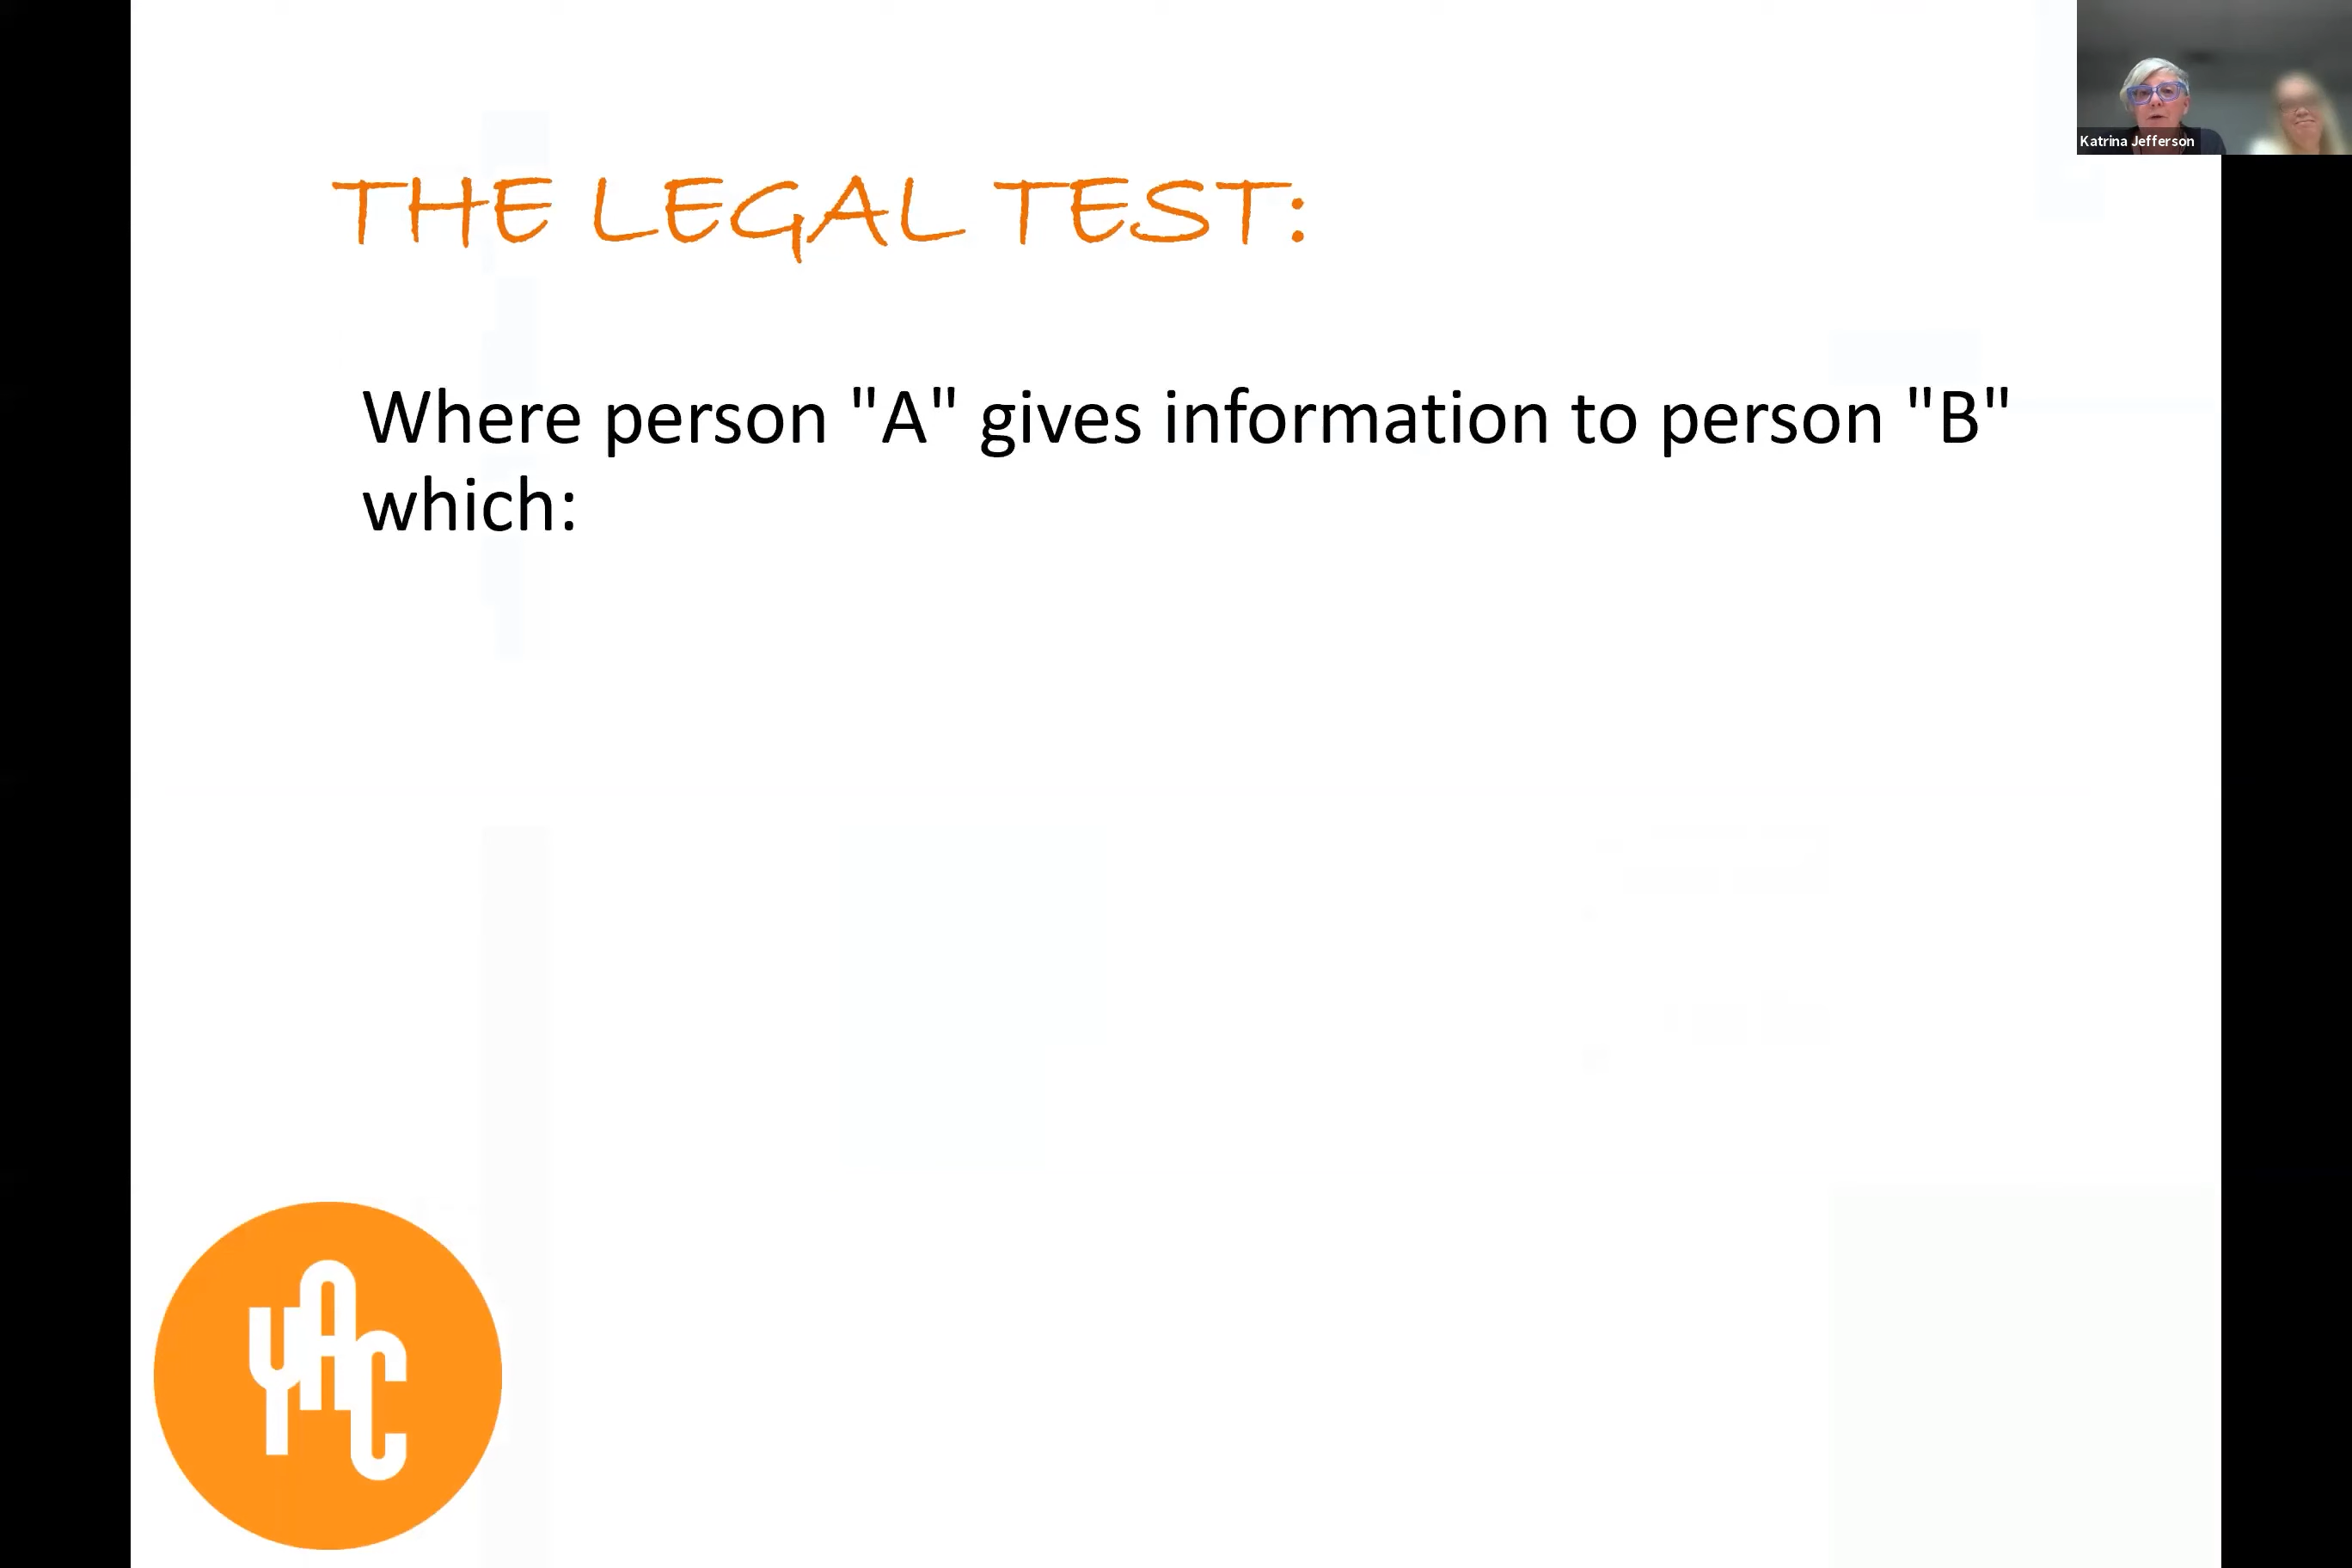 Katrina Jefferson
THE LEGAL TEST:
Where person "A" gives information to person "B"
which:
YAC